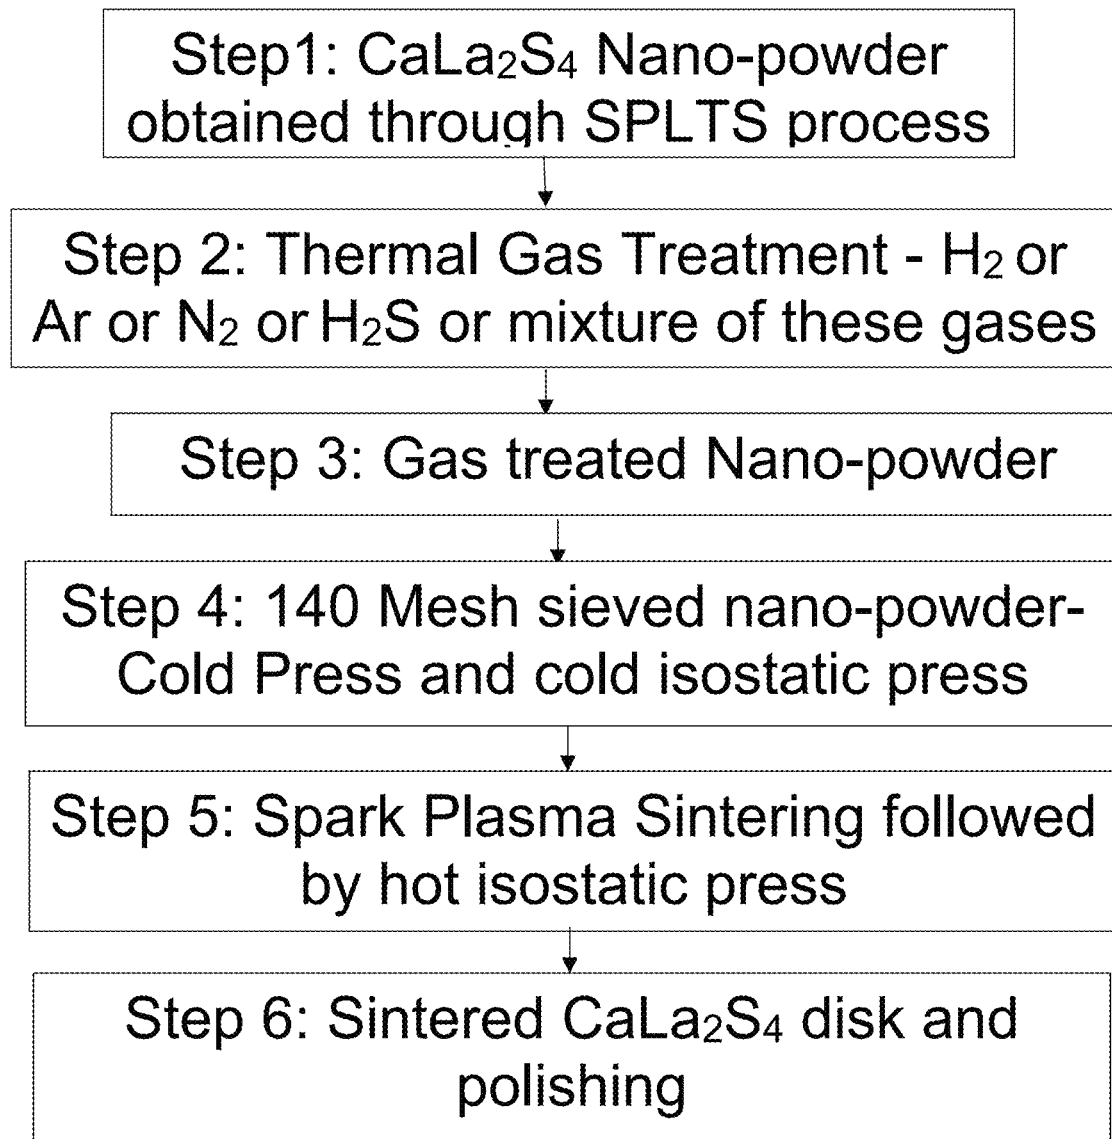 Step1: CaLa₂S₄ Nano-powder
obtained through SPLTS process
Step 2: Thermal Gas Treatment - H₂ or
Ar or N₂ or H₂S or mixture of these gases
Step 3: Gas treated Nano-powder
Step 4: 140 Mesh sieved nano-powder-
Cold Press and cold isostatic press
Step 5: Spark Plasma Sintering followed
by hot isostatic press
Step 6: Sintered CaLa₂S₄ disk and
polishing